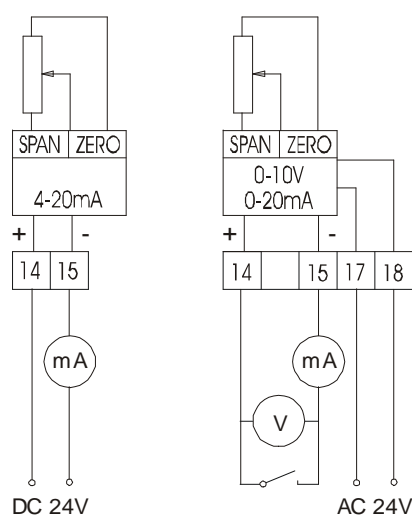 SPAN ZERO
4-20mA
+ -
14 15
mA
DC 24V
SPAN ZERO
0-10V
0-20mA
+ -
14 15 17 18
mA
V
AC 24V